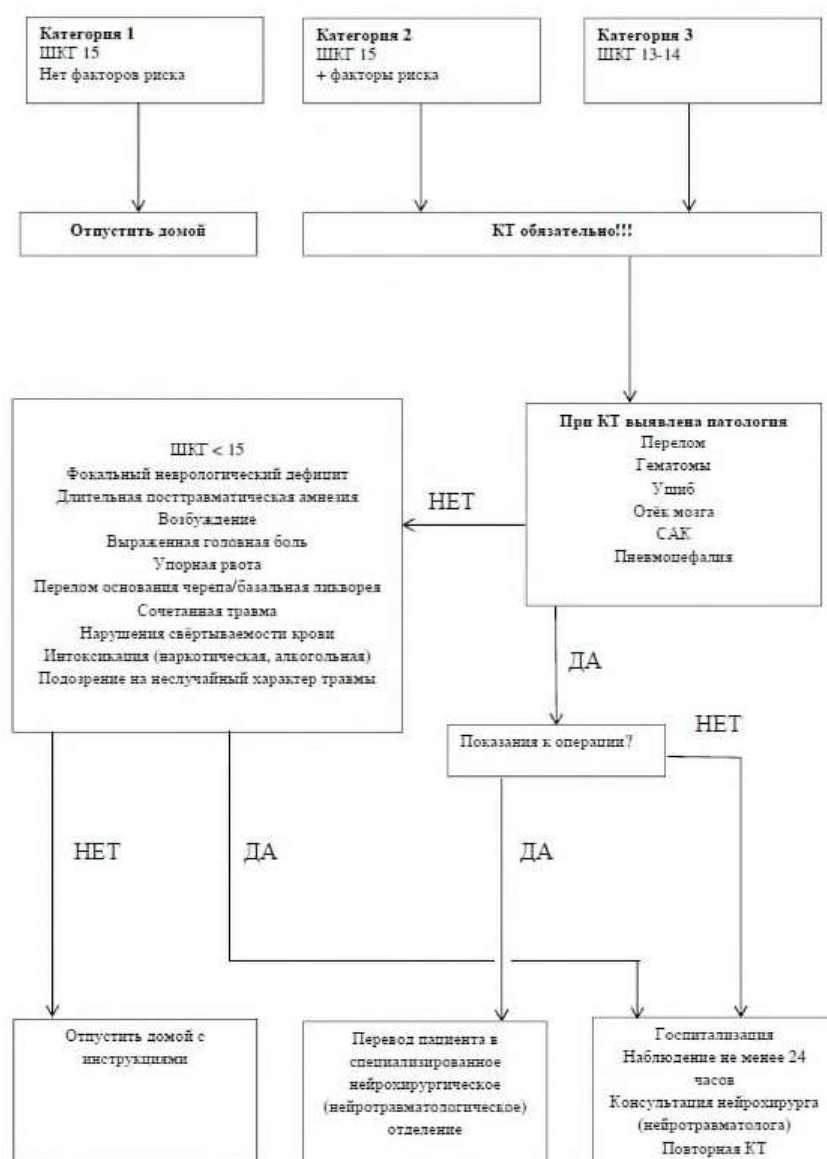 Категория 1
ШКГ 15
Нет факторов риска
Категория 2
ШКГ 15
+ факторы риска
Категория 3
ШКГ 13-14
Отпустить домой
КТ обязательно!!!
При КТ выявлена патология
Перелом
Гематомы
Ушиб
Отёк мозга
САК
Пневмоцефалия
НЕТ
ШКГ < 15
Фокальный неврологический дефицит
Длительная посттравматическая амнезия
Возбуждение
Выраженная головная боль
Упорная рвота
Перелом основания черепа/базальная ликворея
Сочетанная травма
Нарушения свёртываемости крови
Интоксикация (наркотическая, алкогольная)
Подозрение на неслучайный характер травмы
ДА
Показания к операции?
НЕТ
НЕТ
ДА
ДА
Отпустить домой с
инструкциями
Перевод пациента в
специализированное
нейрохирургическое
(нейротравматологическое)
отделение
Госпитализация
Наблюдение не менее 24
часов
Консультация нейрохирурга
(нейротравматолога)
Повторная КТ